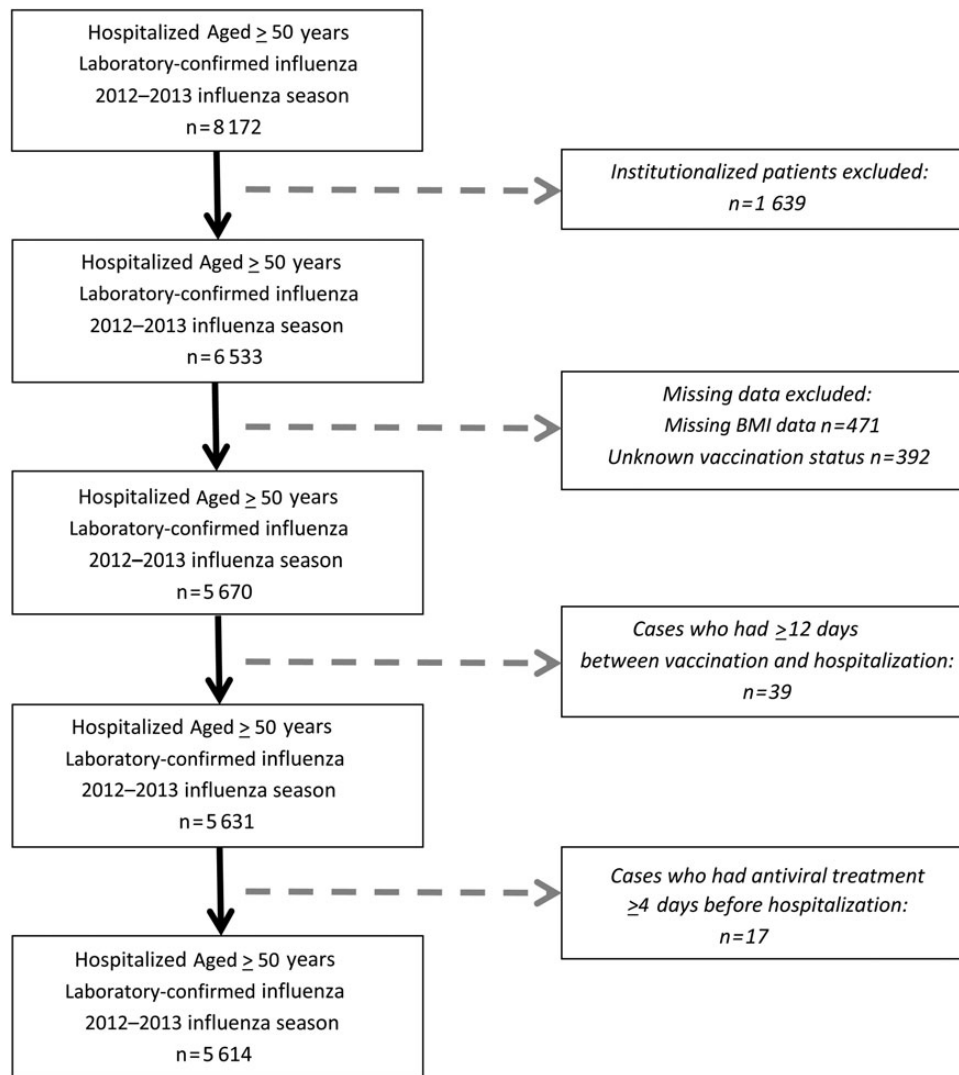 Hospitalized Aged ≥ 50 years
Laboratory-confirmed influenza
2012–2013 influenza season
n=8 172
Institutionalized patients excluded:
n=1 639
Hospitalized Aged ≥ 50 years
Laboratory-confirmed influenza
2012–2013 influenza season
n=6 533
Missing data excluded:
Missing BMI data n=471
Unknown vaccination status n=392
Hospitalized Aged ≥ 50 years
Laboratory-confirmed influenza
2012–2013 influenza season
n=5 670
Cases who had ≥12 days
between vaccination and hospitalization:
n=39
Hospitalized Aged ≥ 50 years
Laboratory-confirmed influenza
2012–2013 influenza season
n=5 631
Cases who had antiviral treatment
≥4 days before hospitalization:
n=17
Hospitalized Aged ≥ 50 years
Laboratory-confirmed influenza
2012–2013 influenza season
n=5 614